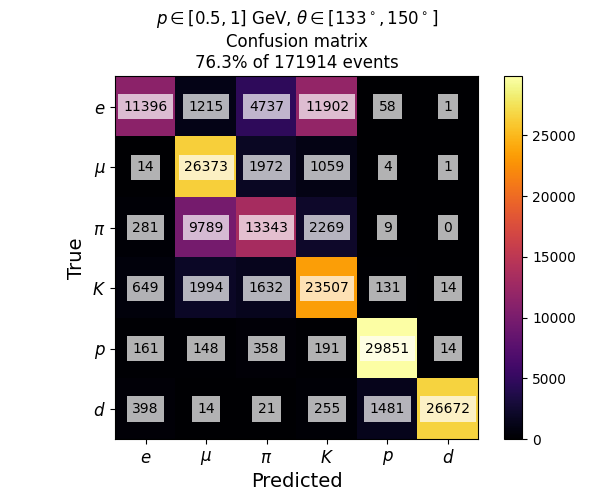 p ∈ [0.5, 1] GeV, θ ∈ [133°, 150°]
Confusion matrix
76.3% of 171914 events
e 11396 1215 4737 11902 58 1
μ 14 26373 1972 1059 4 1
π 281 9789 13343 2269 9 0
K 649 1994 1632 23507 131 14
p 161 148 358 191 29851 14
d 398 14 21 255 1481 26672
e μ π K p d
Predicted
True
25000
20000
15000
10000
5000
0